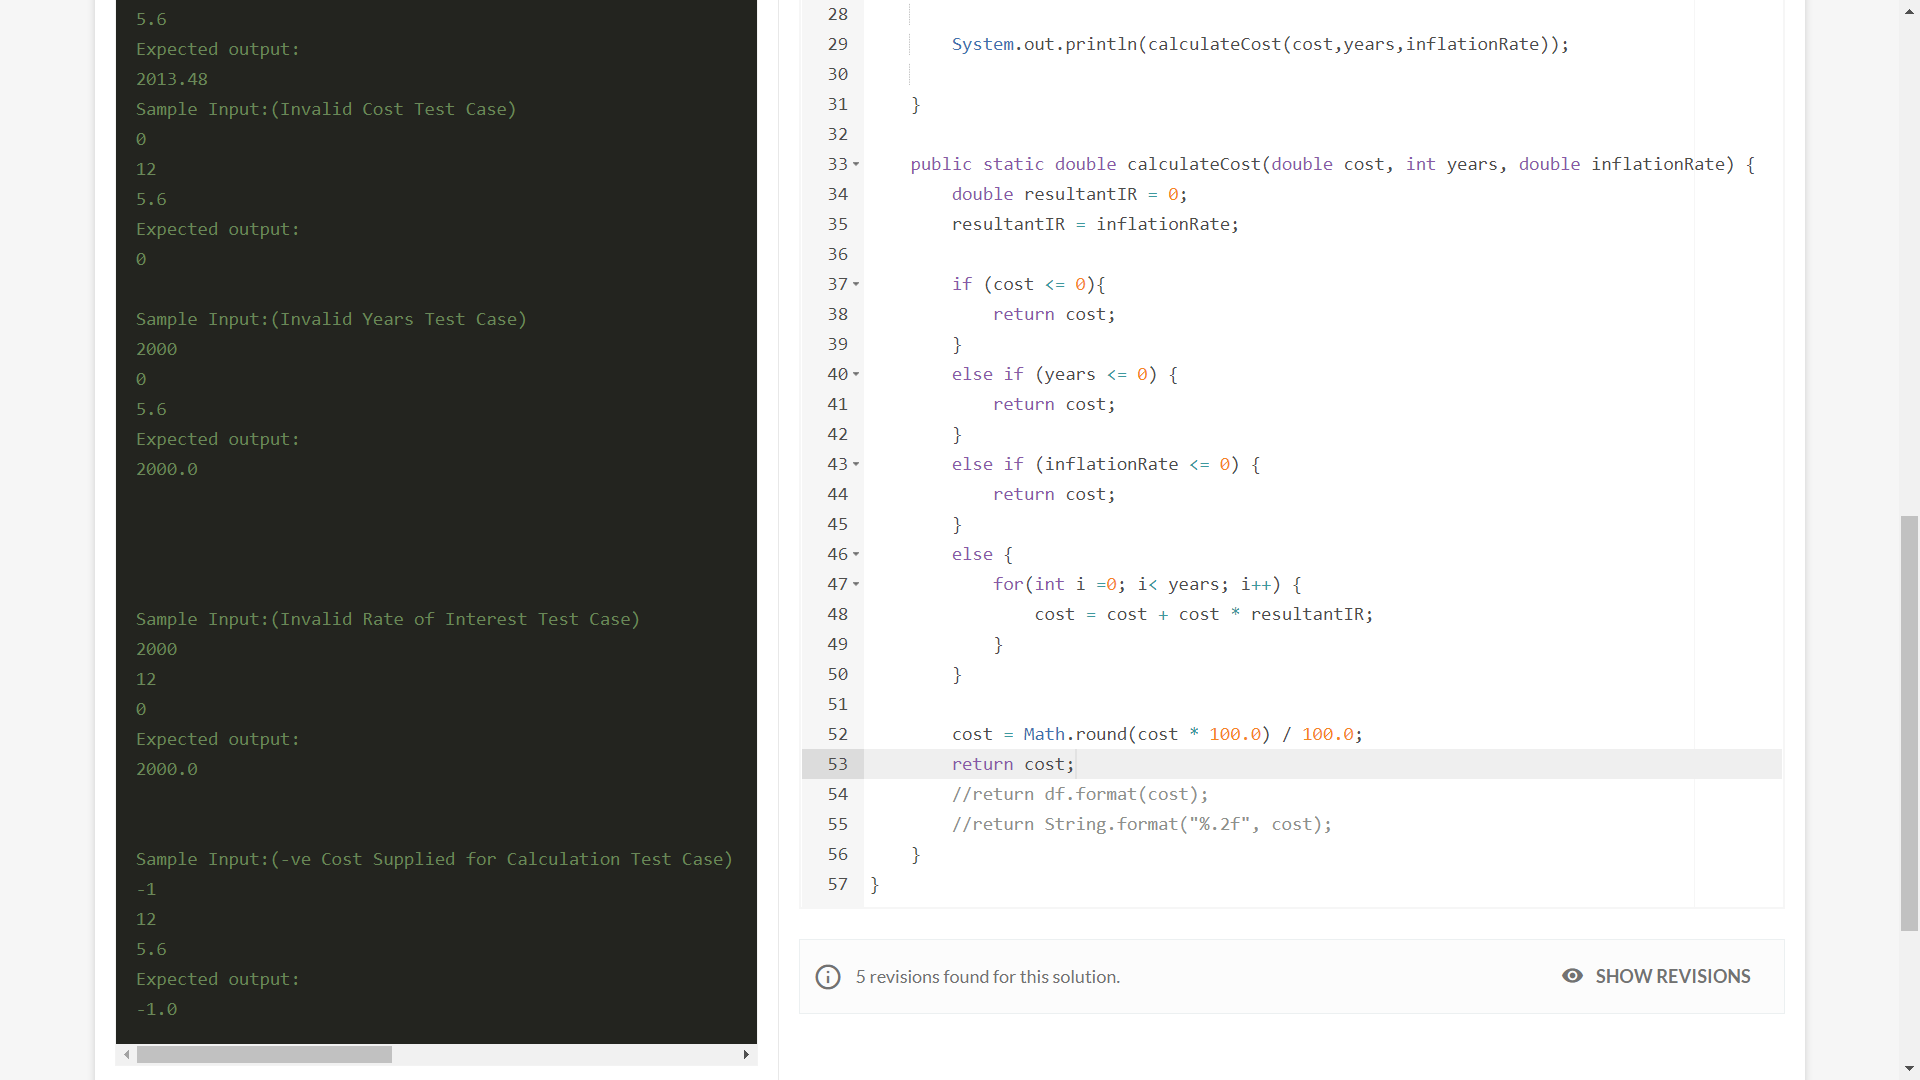 5.6
Expected output:
2013.48
Sample Input:(Invalid Cost Test Case)
0
12
5.6
Expected output:
0
Sample Input:(Invalid Years Test Case)
2000
0
5.6
Expected output:
2000.0
Sample Input:(Invalid Rate of Interest Test Case)
2000
12
0
Expected output:
2000.0
Sample Input:(-ve Cost Supplied for Calculation Test Case)
-1
12
5.6
Expected output:
-1.0
28
29 System.out.println(calculateCost(cost,years,inflationRate));
30
31 }
32
33 public static double calculateCost(double cost, int years, double inflationRate) {
34 double resultantIR = 0;
35 resultantIR = inflationRate;
36
37 if (cost <= 0){
38 return cost;
39 }
40 else if (years <= 0) {
41 return cost;
42 }
43 else if (inflationRate <= 0) {
44 return cost;
45 }
46 else {
47 for(int i =0; i< years; i++) {
48 cost = cost + cost * resultantIR;
49 }
50 }
51
52 cost = Math.round(cost * 100.0) / 100.0;
53 return cost;
54 //return df.format(cost);
55 //return String.format("%.2f", cost);
56 }
57 }
5 revisions found for this solution.
SHOW REVISIONS